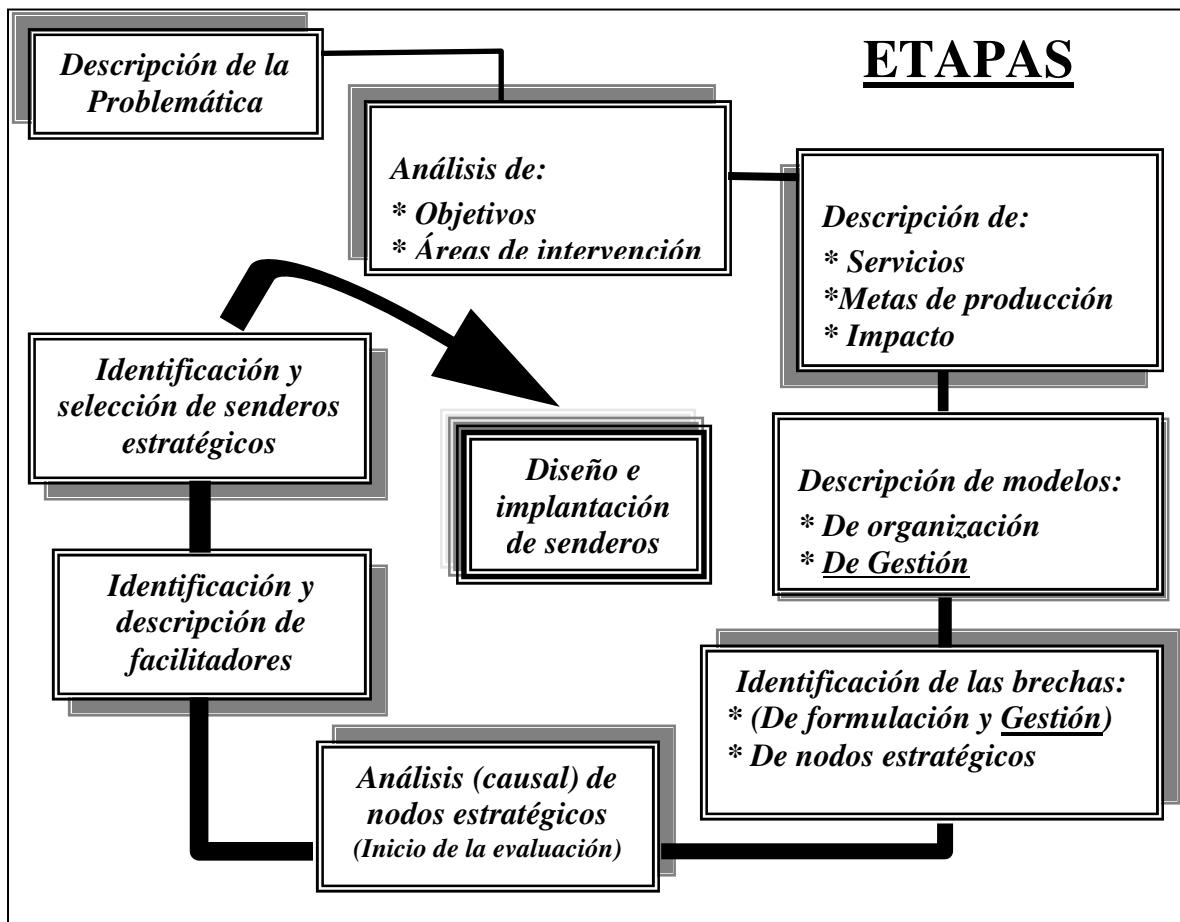 ETAPAS
Descripción de la
Problemática
Análisis de:
* Objetivos
* Áreas de intervención
Descripción de:
* Servicios
*Metas de producción
* Impacto
Descripción de modelos:
* De organización
* De Gestión
Identificación de las brechas:
* (De formulación y Gestión)
* De nodos estratégicos
Análisis (causal) de
nodos estratégicos
(Inicio de la evaluación)
Identificación y
descripción de
facilitadores
Identificación y
selección de senderos
estratégicos
Diseño e
implantación
de senderos